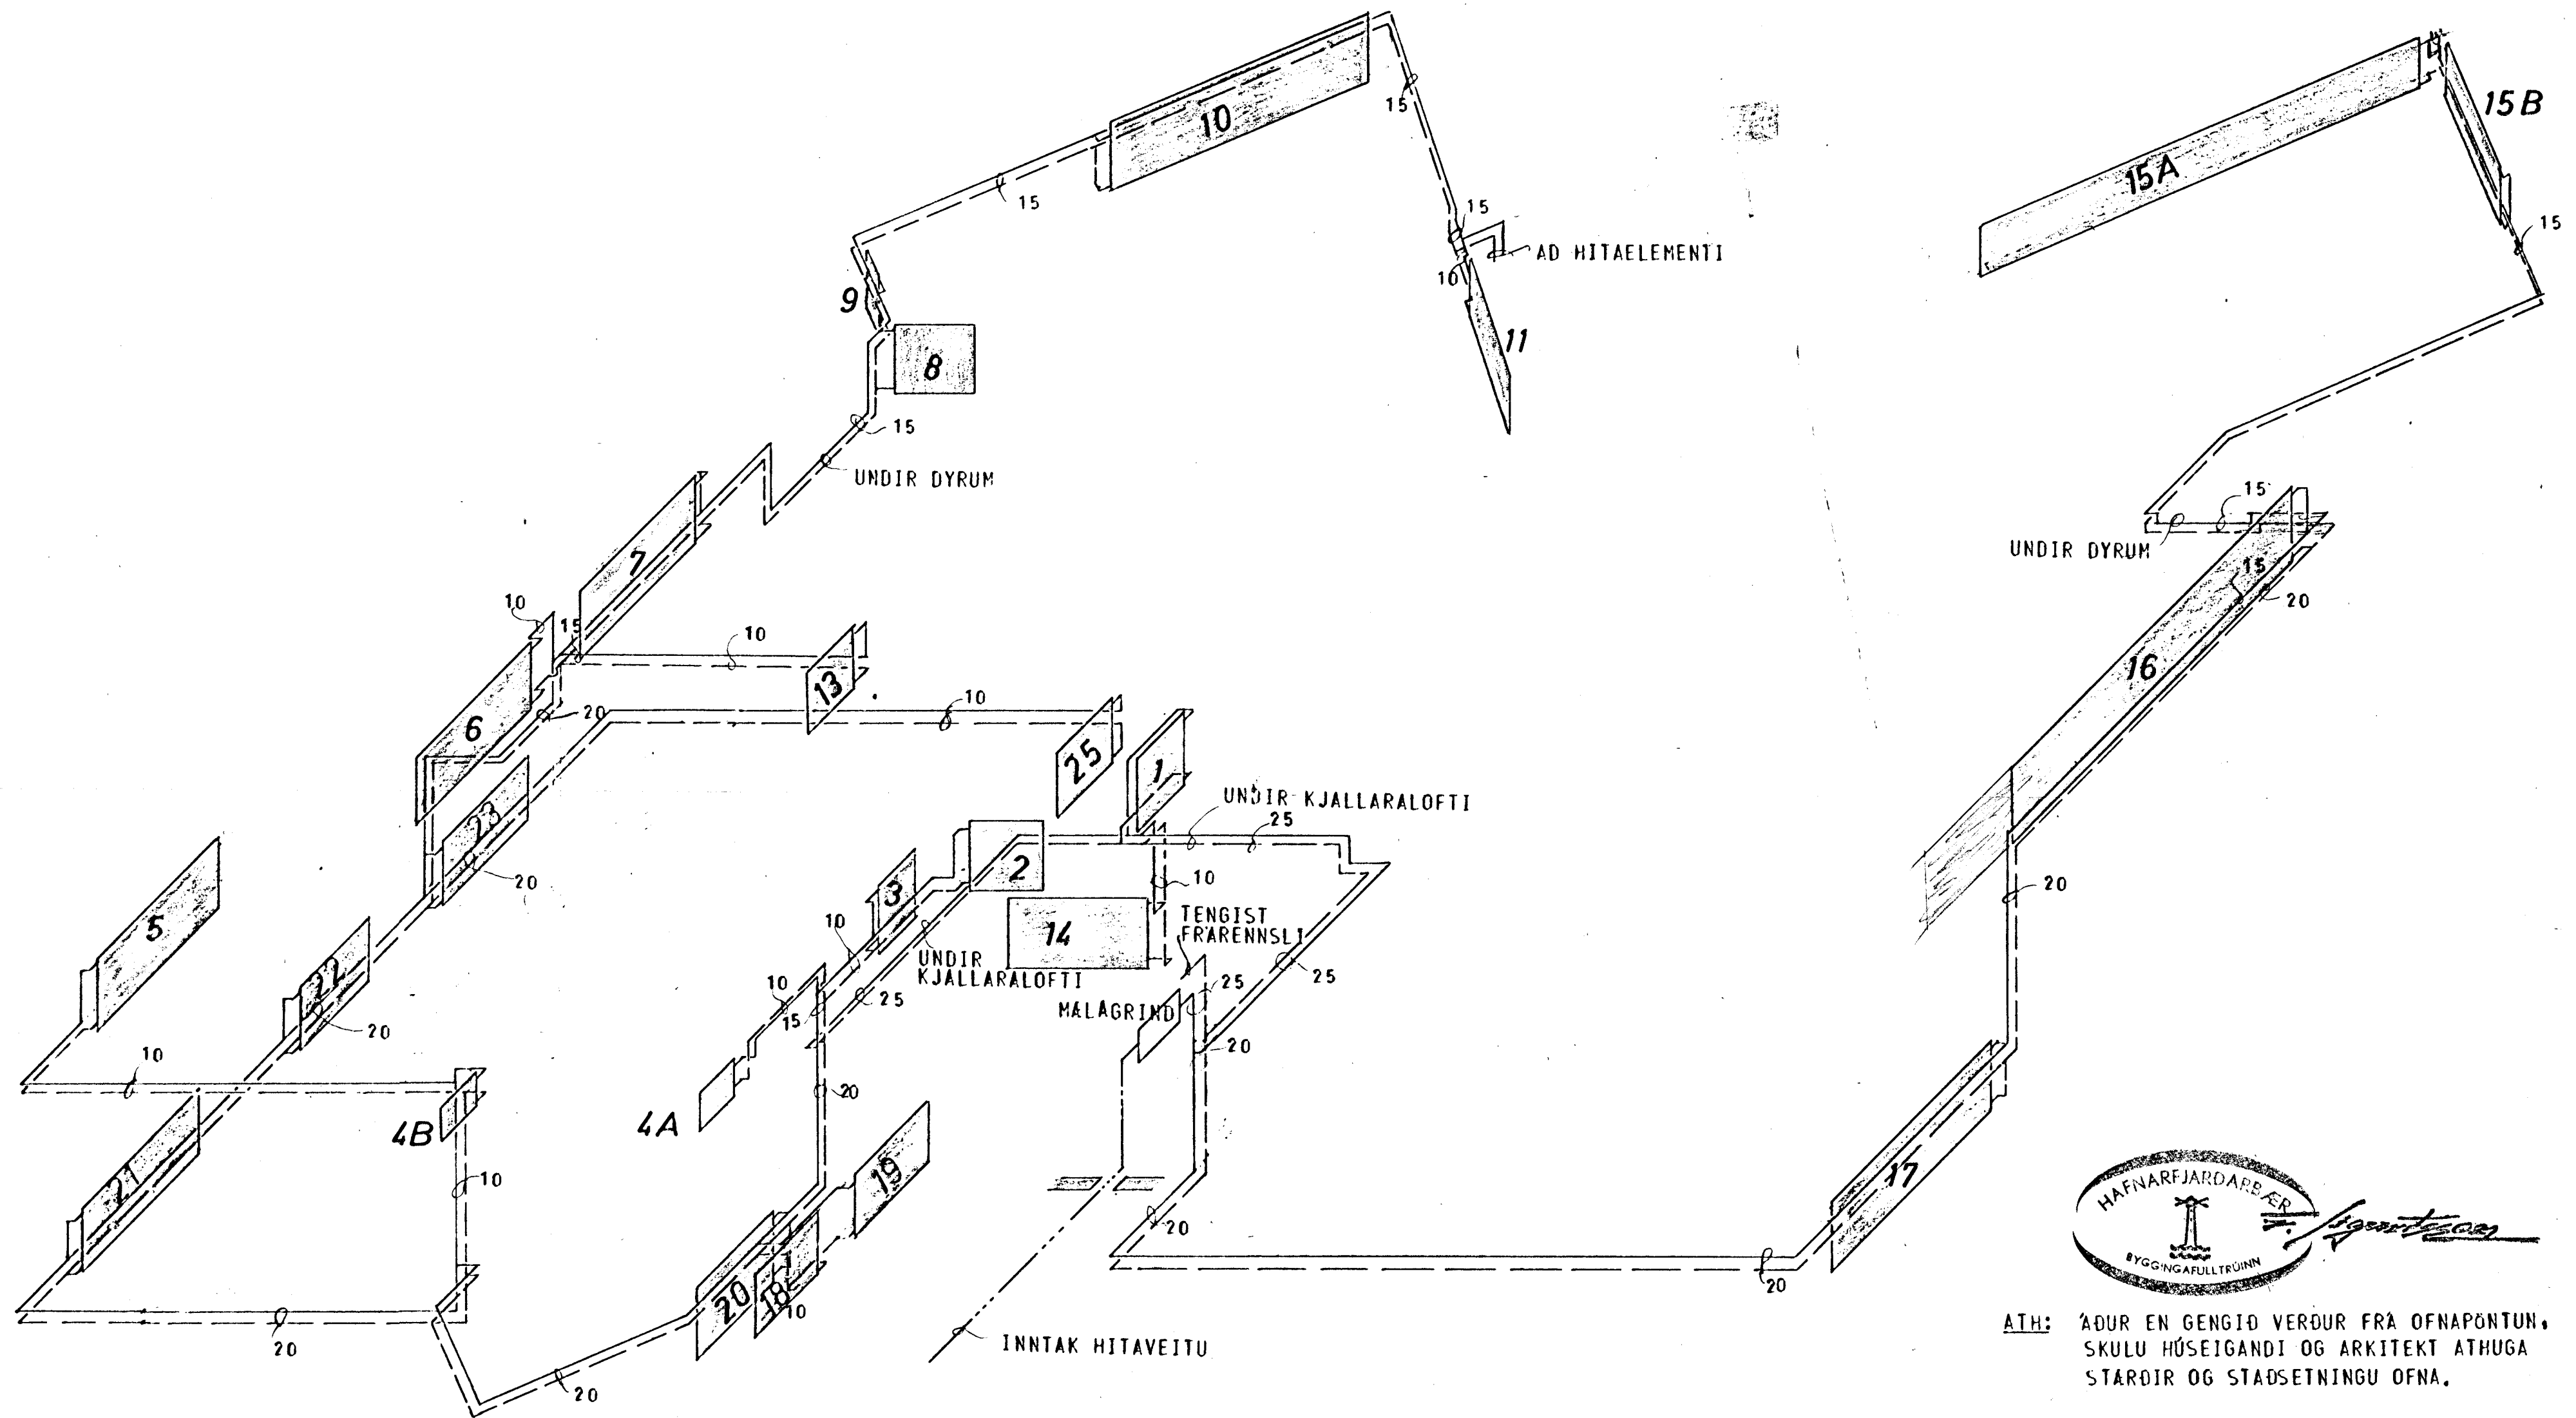 10
15
15
15
AD HITAELEMENTI
10
15A
15B
15
9
8
11
15
UNDIR DYRUM
7
15
UNDIR DYRUM
15
20
16
10
15
10
13
6
20
10
25
1
23
20
UNDIR KJALLARALOFTI
25
2
3
10
14
10
TENGIST
FRÁRENNSLI
5
22
20
UNDIR
KJALLARALOFTI
10
25
15
25
MÆLAGRIND
25
20
20
10
4B
4A
20
21
10
19
17
20
20
18
10
20
20
20
20
INNTAK HITAVEITU
HAFNARFJARÐARBÆR
BYGGINGAFULLTRÚINN
ATH: ÁÐUR EN GENGIÐ VERÐUR FRÁ OFNAPÖNTUN,
SKULU HÚSEIGANDI OG ARKITEKT ATHUGA
STÆRÐIR OG STAÐSETNINGU OFNA.